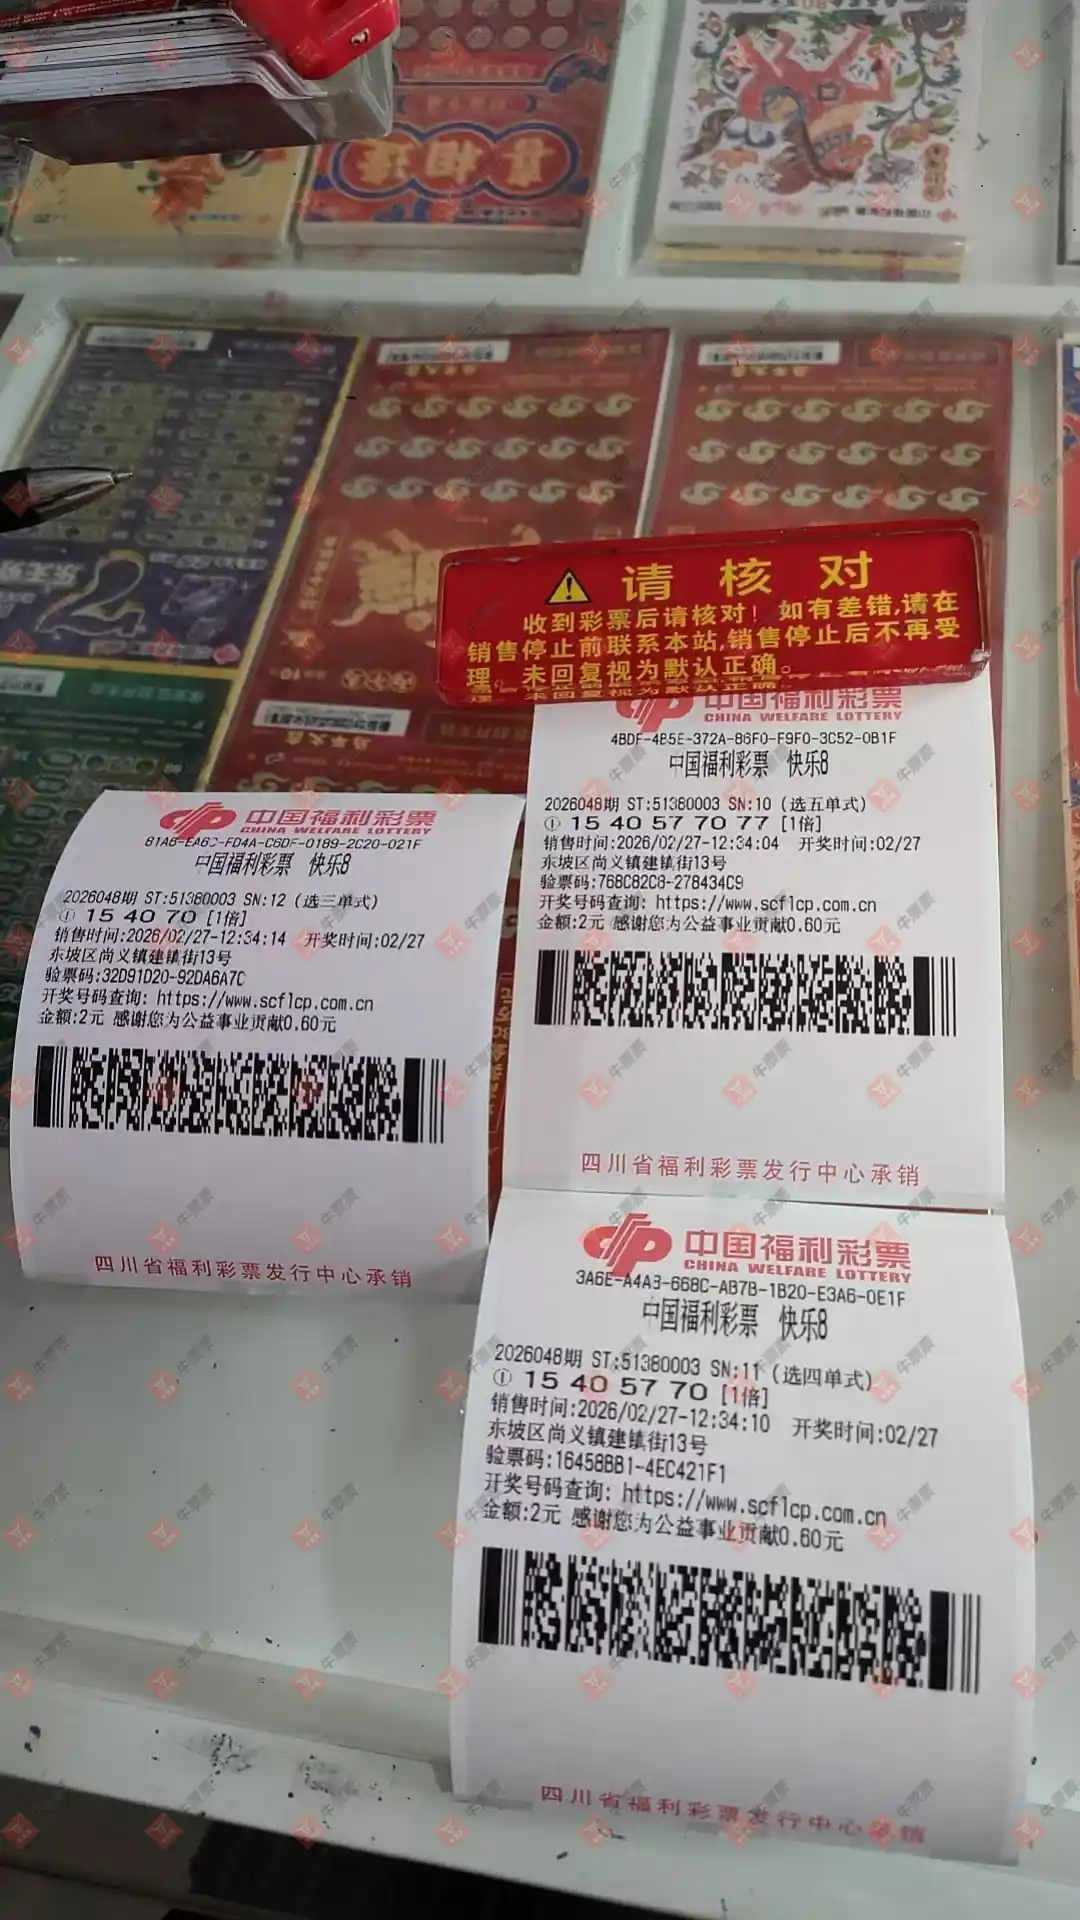 真相逢
请核对
收到彩票后请核对！如有差错,请在
销售停止前联系本站,销售停止后不再受
理。未回复视为默认正确。
中国福利彩票
CHINA WELFARE LOTTERY
4BDF-4B5E-372A-86F0-F9F0-3C52-0B1F
中国福利彩票 快乐8
2026048期 ST:51380003 SN:10 (选五单式)
① 15 40 57 70 77 [1倍]
销售时间:2026/02/27-12:34:04 开奖时间:02/27
东坡区尚义镇建镇街13号
验票码:768C82C8-278434C9
开奖号码查询: https://www.scflcp.com.cn
金额:2元 感谢您为公益事业贡献0.60元
四川省福利彩票发行中心承销
中国福利彩票
CHINA WELFARE LOTTERY
81A6-EA6C-FD4A-C6DF-0189-2C20-021F
中国福利彩票 快乐8
2026048期 ST:51380003 SN:12 (选三单式)
① 15 40 70 [1倍]
销售时间:2026/02/27-12:34:14 开奖时间:02/27
东坡区尚义镇建镇街13号
验票码:32D91D20-92DA6A7C
开奖号码查询: https://www.scflcp.com.cn
金额:2元 感谢您为公益事业贡献0.60元
四川省福利彩票发行中心承销
中国福利彩票
CHINA WELFARE LOTTERY
3A6E-A4A3-668C-AB7B-1B20-E3A6-0E1F
中国福利彩票 快乐8
2026048期 ST:51380003 SN:11 (选四单式)
① 15 40 57 70 [1倍]
销售时间:2026/02/27-12:34:10 开奖时间:02/27
东坡区尚义镇建镇街13号
验票码:16458BB1-4EC421F1
开奖号码查询: https://www.scflcp.com.cn
金额:2元 感谢您为公益事业贡献0.60元
四川省福利彩票发行中心承销
牛票票